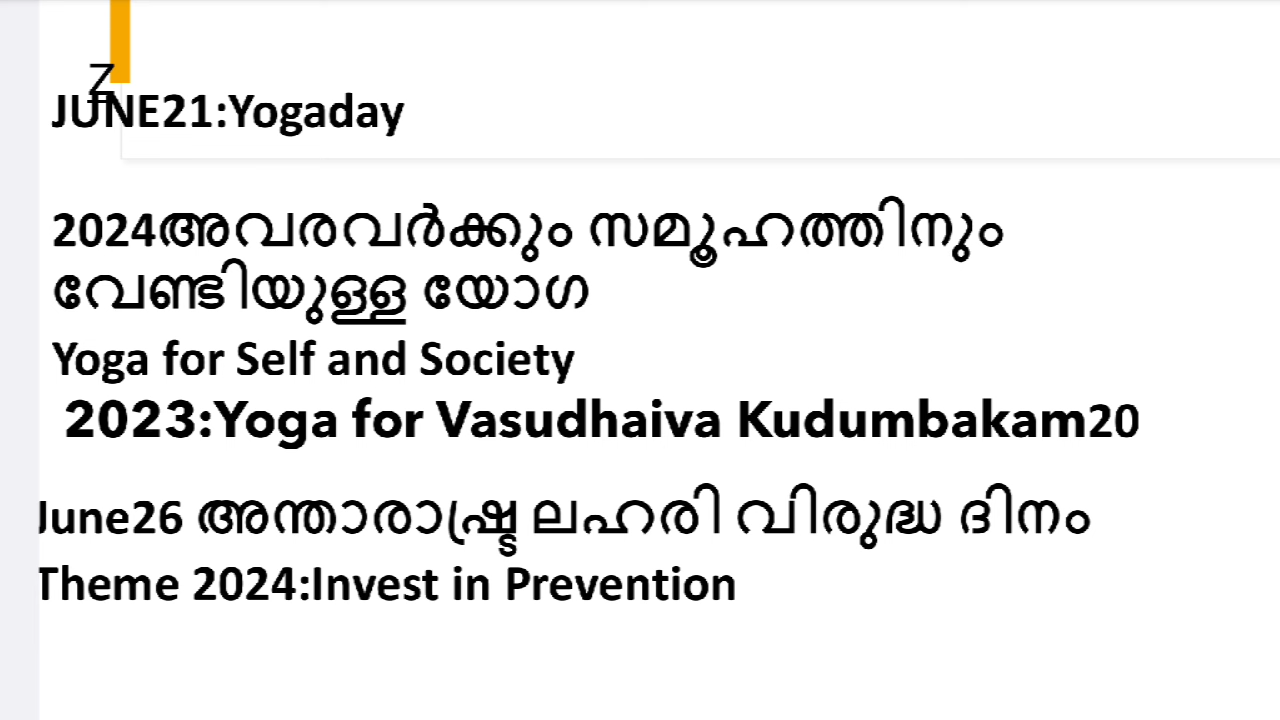 Z
JUNE21:Yogaday
2024അവരവർക്കും സമൂഹത്തിനും
വേണ്ടിയുള്ള യോഗ
Yoga for Self and Society
2023:Yoga for Vasudhaiva Kudumbakam20
June26 അന്താരാഷ്ട്ര ലഹരി വിരുദ്ധ ദിനം
Theme 2024:Invest in Prevention